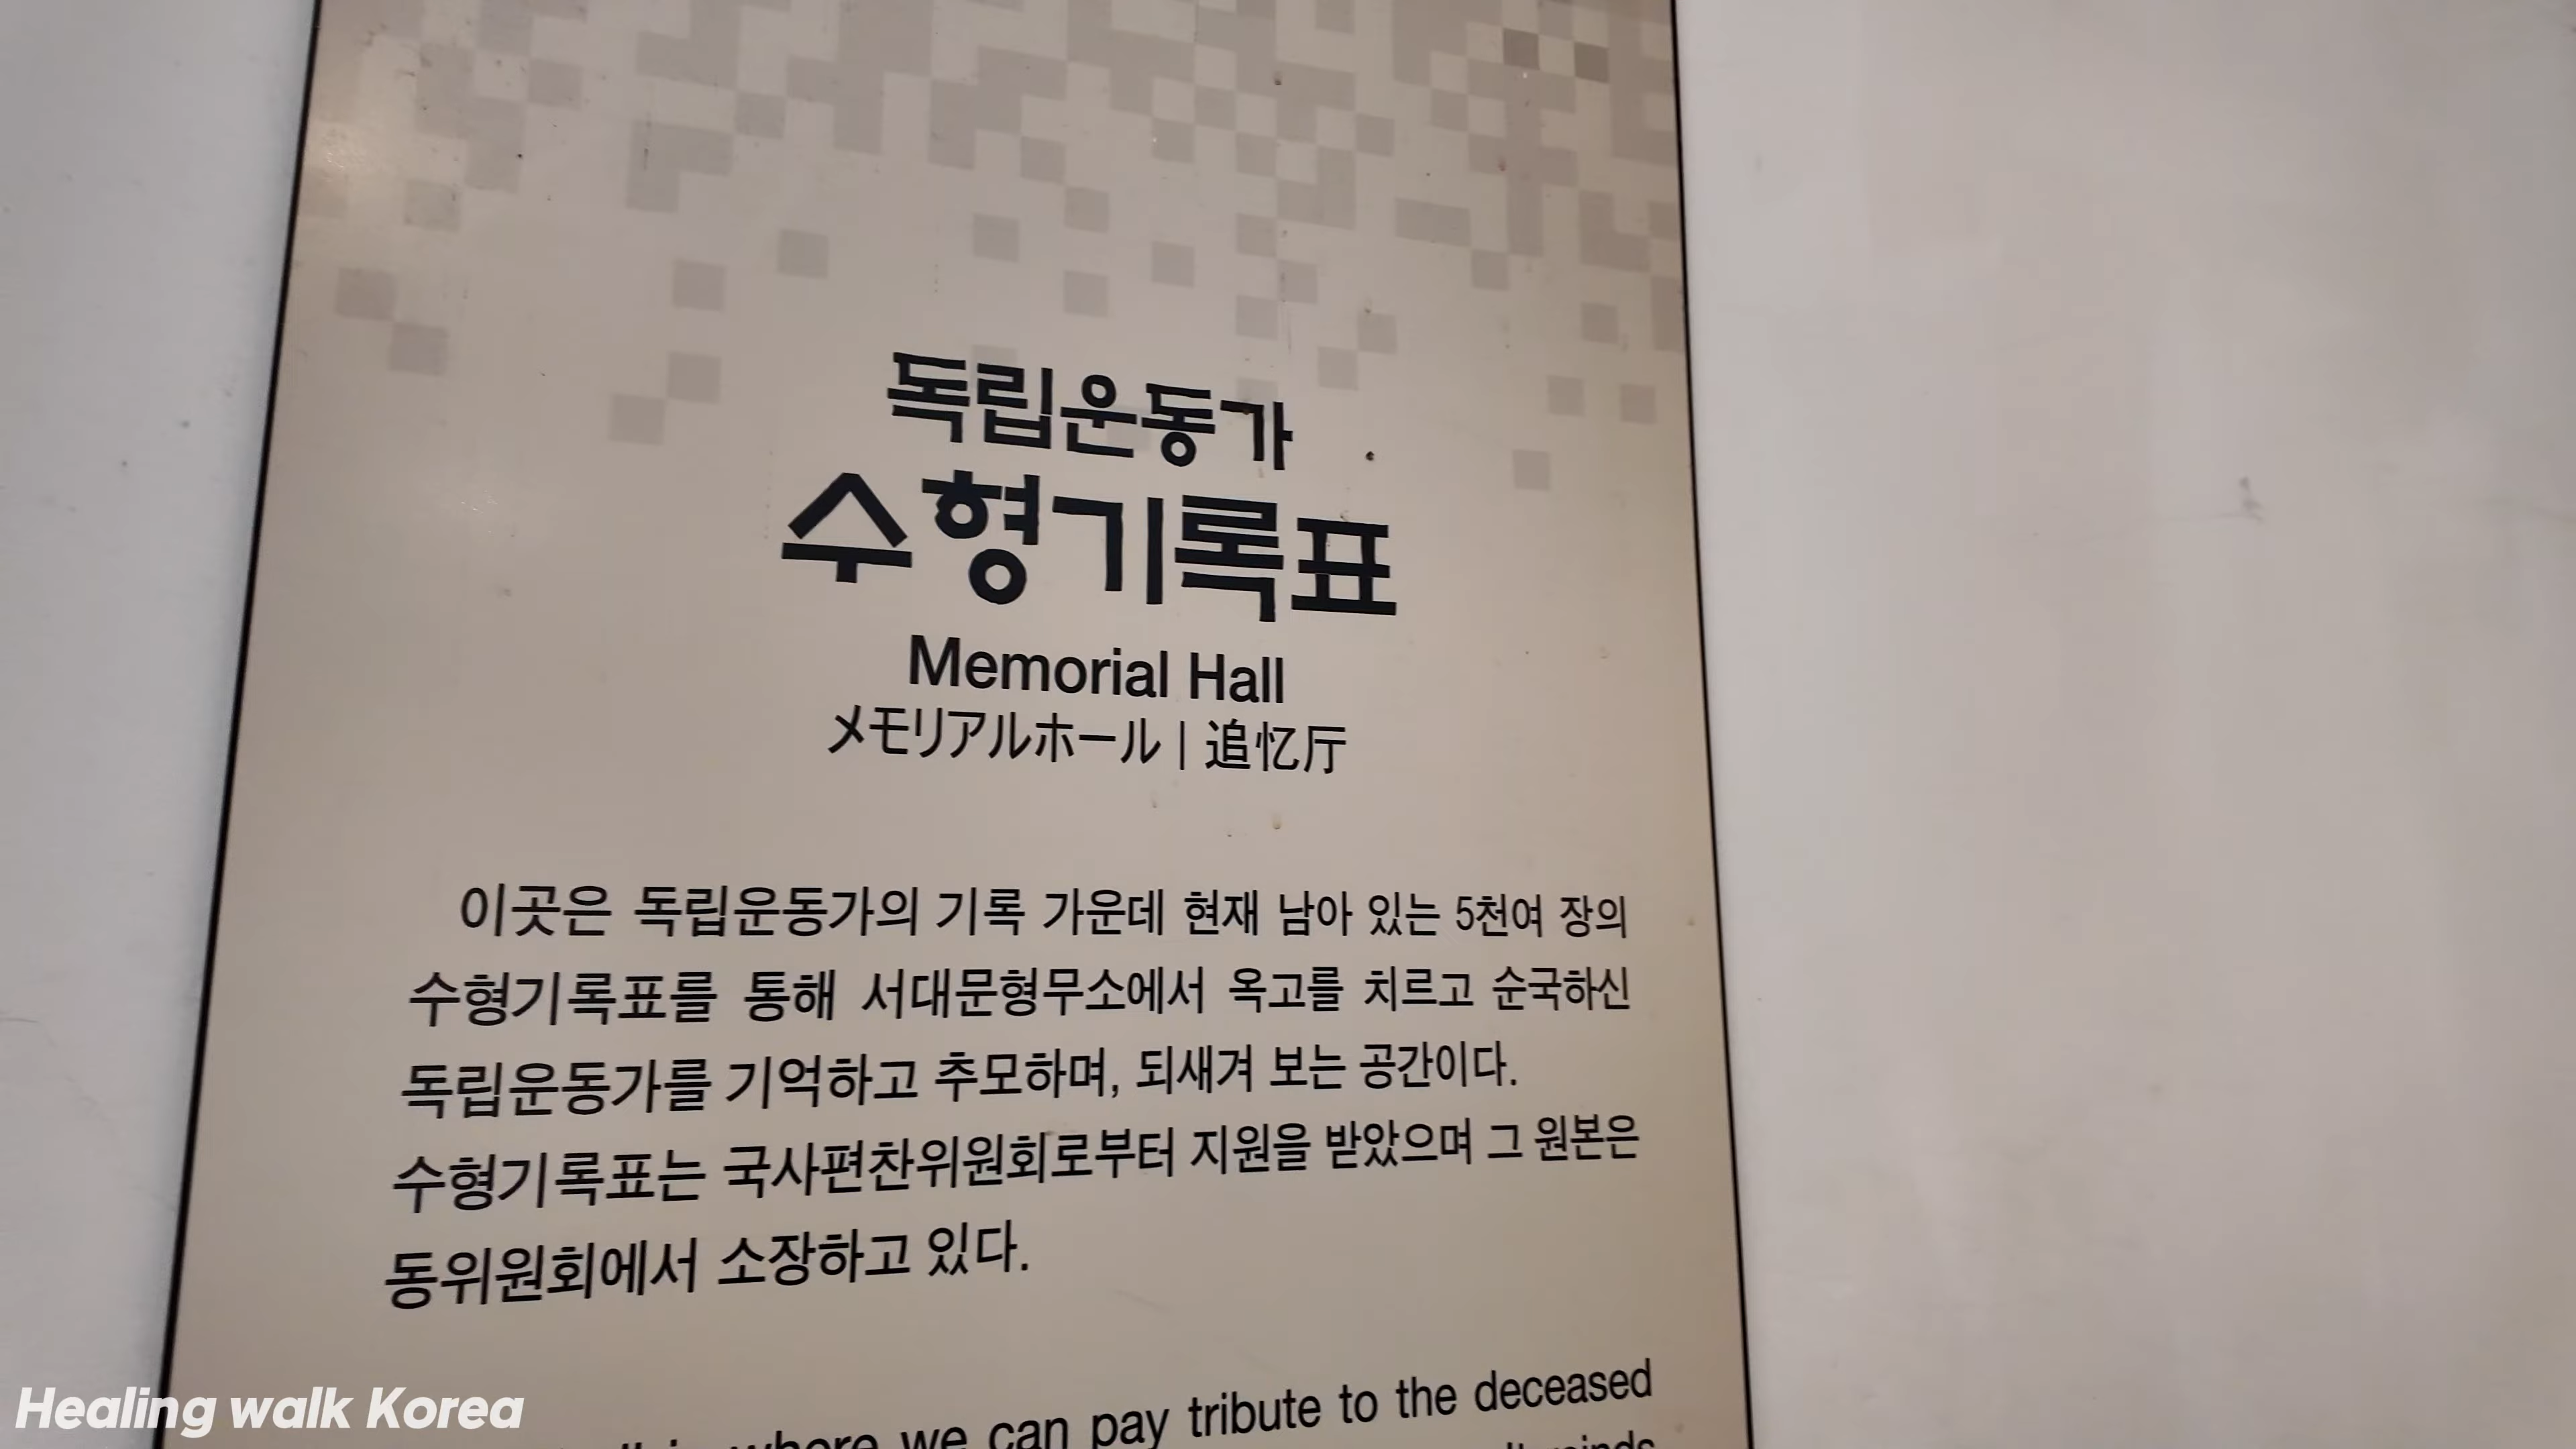 독립운동가
수형기록표
Memorial Hall
メモリアルホール | 追忆厅
이곳은 독립운동가의 기록 가운데 현재 남아 있는 5천여 장의
수형기록표를 통해 서대문형무소에서 옥고를 치르고 순국하신
독립운동가를 기억하고 추모하며, 되새겨 보는 공간이다.
수형기록표는 국사편찬위원회로부터 지원을 받았으며 그 원본은
동위원회에서 소장하고 있다.
where we can pay tribute to the deceased
Healing walk Korea